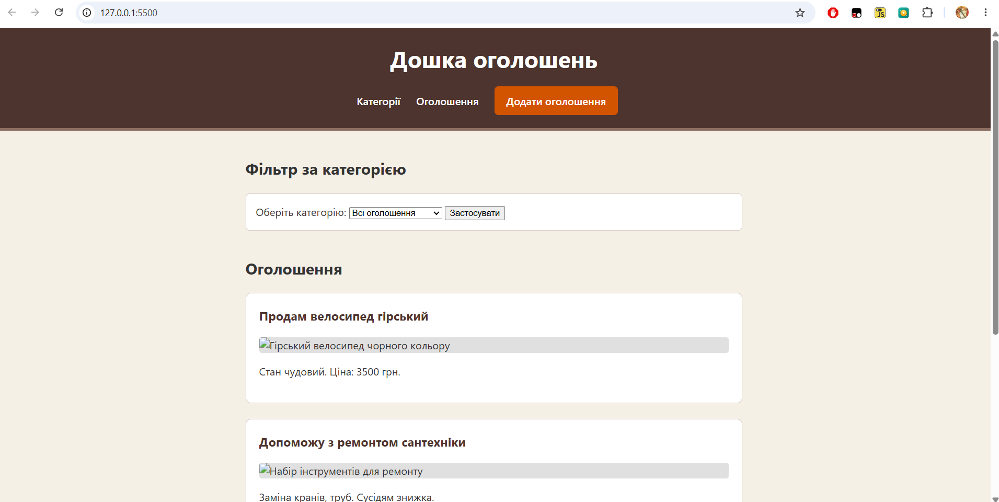 127.0.0.1:5500
JS
Дошка оголошень
Категорії Оголошення Додати оголошення
Фільтр за категорією
Оберіть категорію: Всі оголошення Застосувати
Оголошення
Продам велосипед гірський
Гірський велосипед чорного кольору
Стан чудовий. Ціна: 3500 грн.
Допоможу з ремонтом сантехніки
Набір інструментів для ремонту
Заміна кранів, труб. Сусідям знижка.